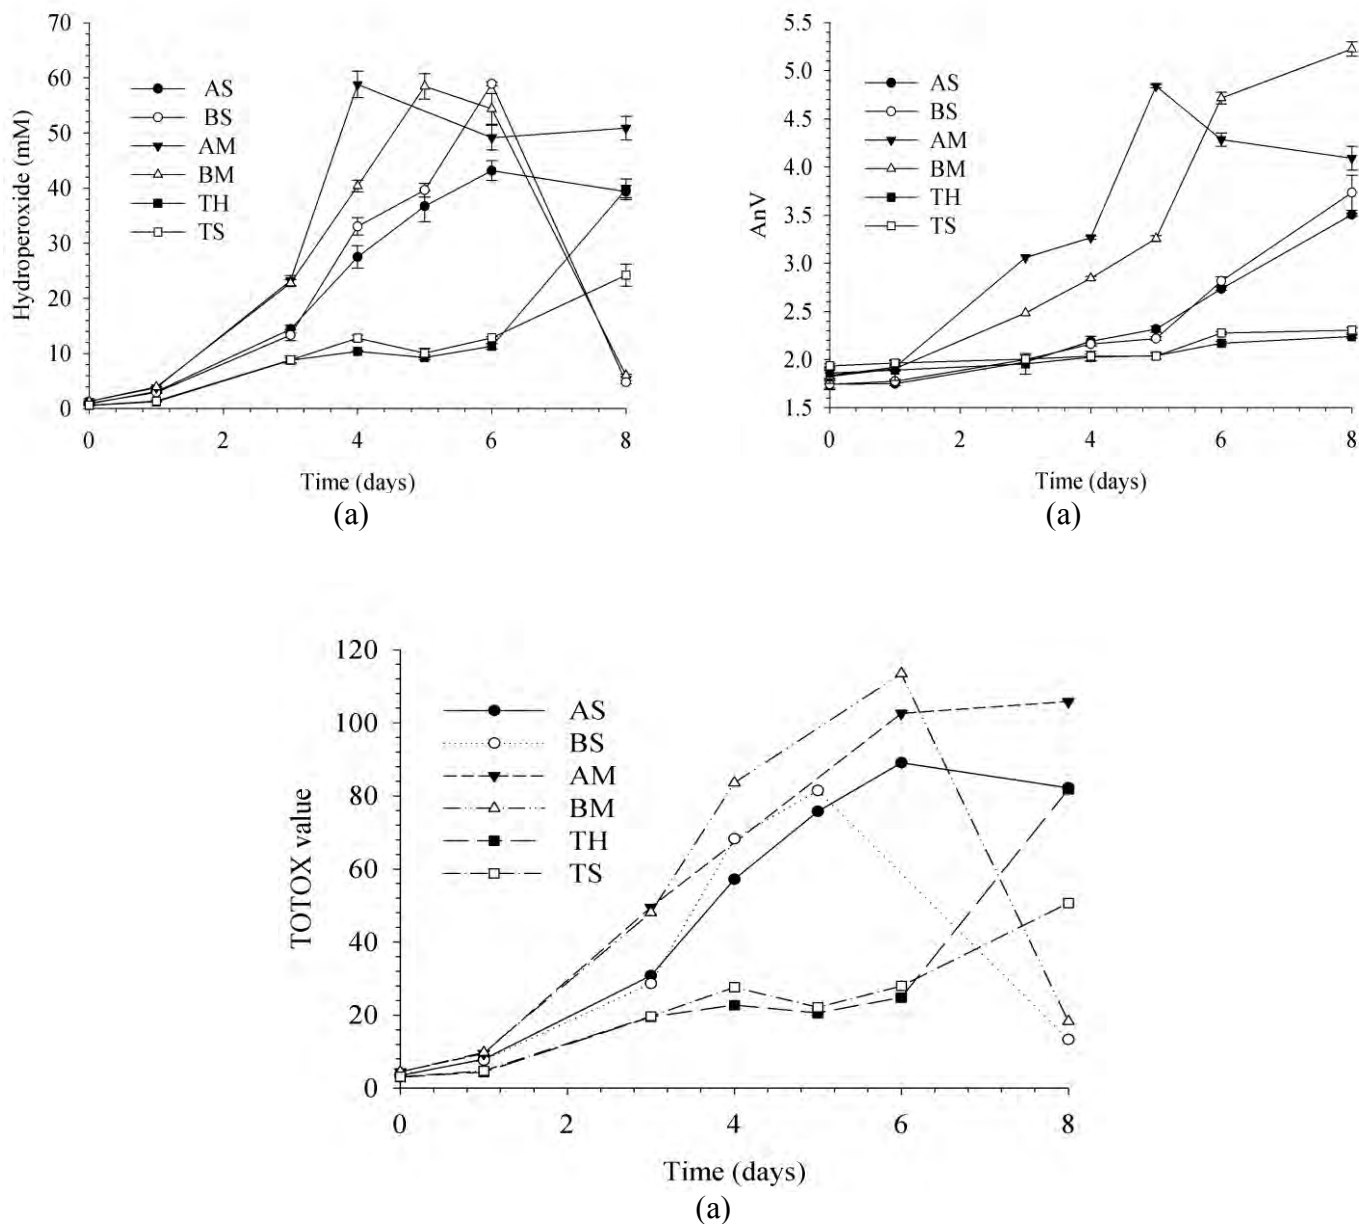 Hydroperoxide (mM)
70
60
50
40
30
20
10
0
AS
BS
AM
BM
TH
TS
0 2 4 6 8
Time (days)
(a)
AnV
5.5
5.0
4.5
4.0
3.5
3.0
2.5
2.0
1.5
AS
BS
AM
BM
TH
TS
0 2 4 6 8
Time (days)
(a)
TOTOX value
120
100
80
60
40
20
0
AS
BS
AM
BM
TH
TS
0 2 4 6 8
Time (days)
(a)